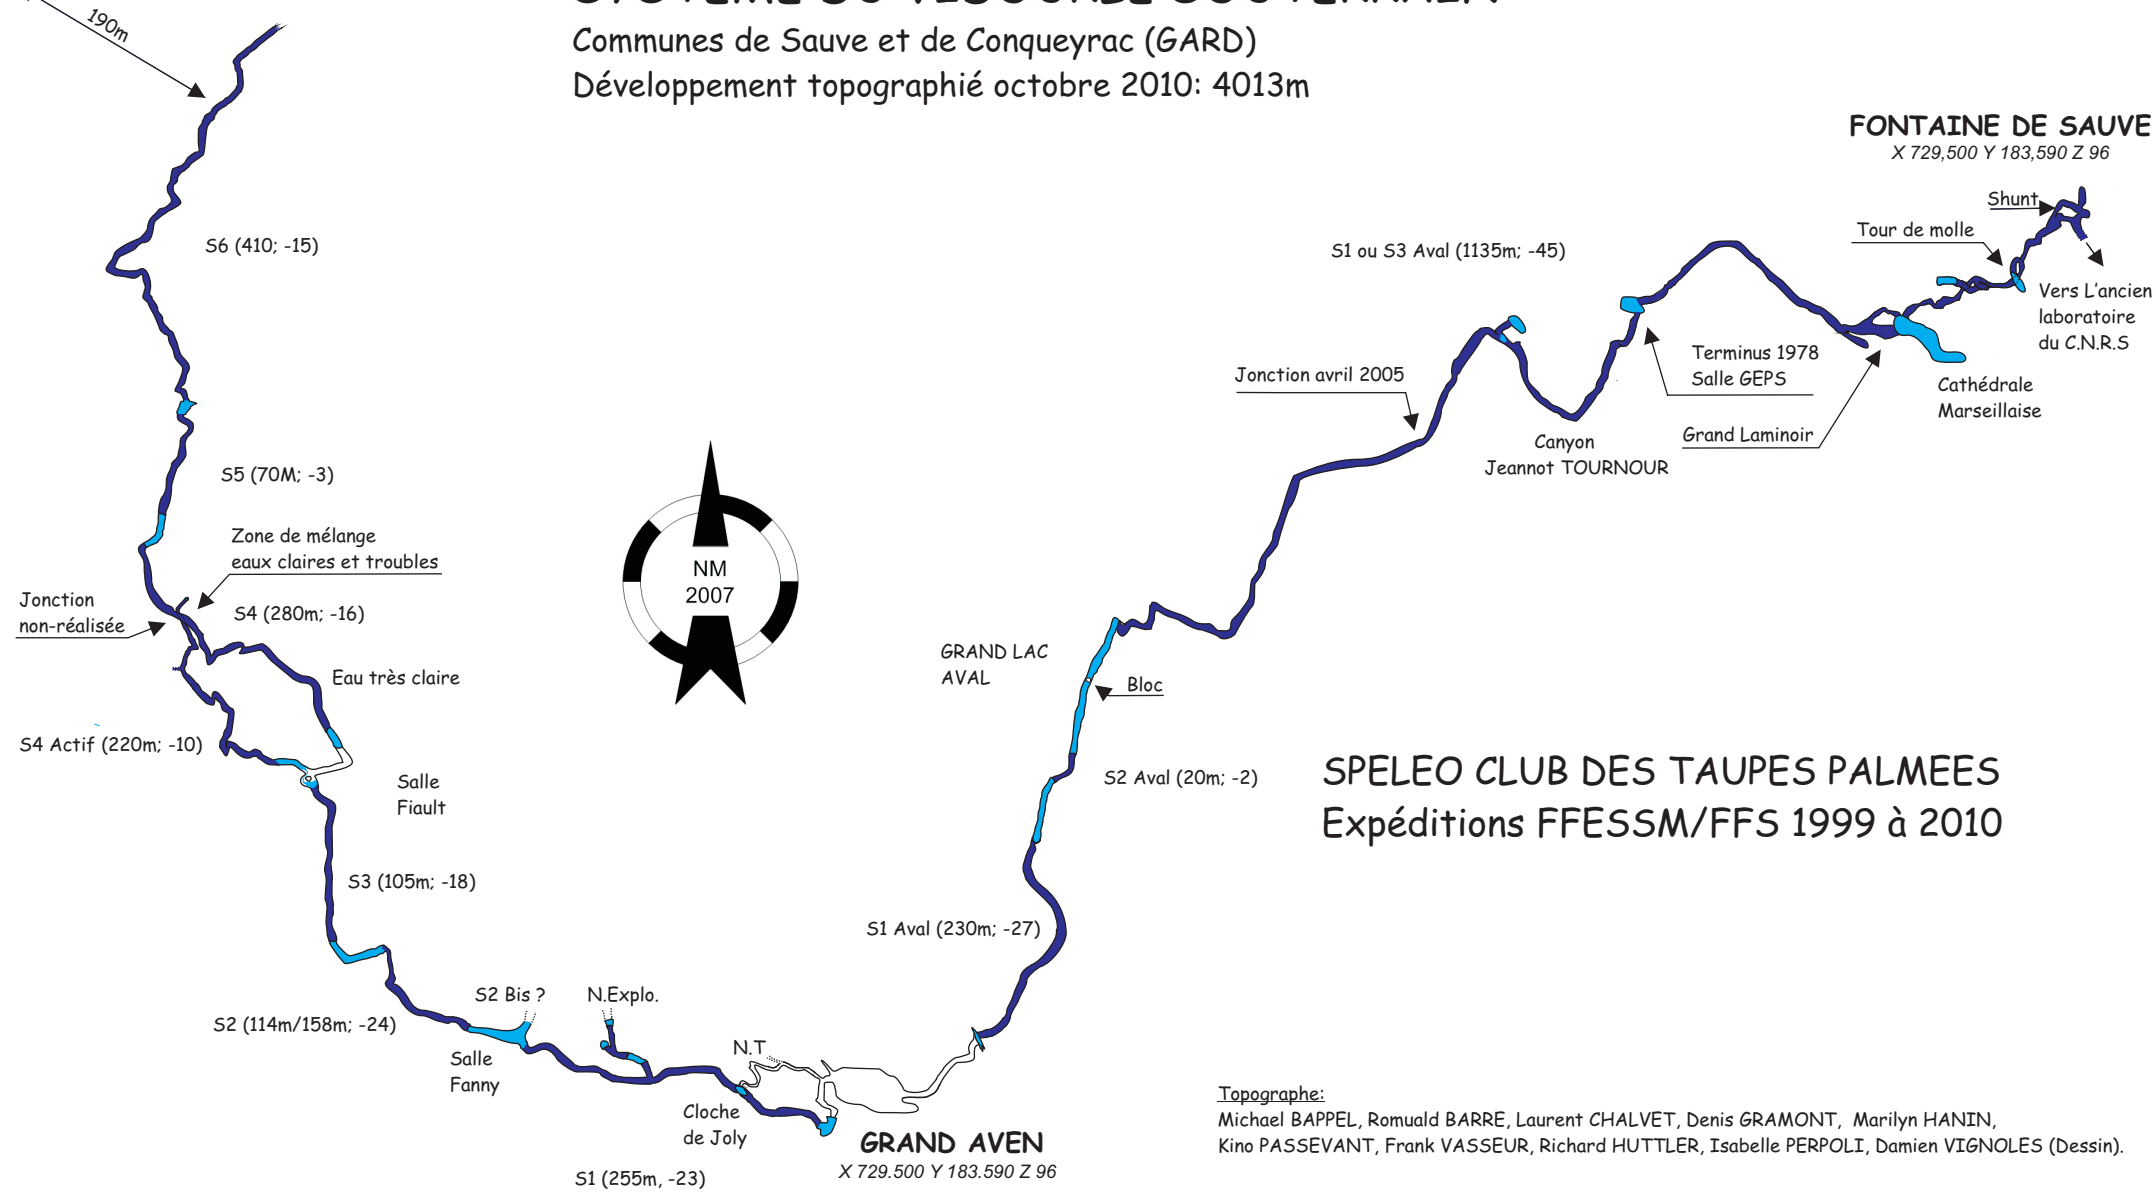 190m
Communes de Sauve et de Conqueyrac (GARD)
Développement topographié octobre 2010: 4013m
FONTAINE DE SAUVE
X 729,500 Y 183,590 Z 96
Shunt
Tour de molle
Vers L'ancien
laboratoire
du C.N.R.S
S6 (410; -15)
S1 ou S3 Aval (1135m; -45)
Terminus 1978
Salle GEPS
Jonction avril 2005
Cathédrale
Marseillaise
Grand Laminoir
Canyon
Jeannot TOURNOUR
S5 (70M; -3)
Zone de mélange
eaux claires et troubles
NM
2007
Jonction
non-réalisée
S4 (280m; -16)
GRAND LAC
AVAL
Eau très claire
Bloc
S4 Actif (220m; -10)
Salle
Fiault
S2 Aval (20m; -2)
SPELEO CLUB DES TAUPES PALMEES
Expéditions FFESSM/FFS 1999 à 2010
S3 (105m; -18)
S1 Aval (230m; -27)
S2 Bis ?
N.Explo.
S2 (114m/158m; -24)
Salle
Fanny
N.T
Cloche
de Joly
GRAND AVEN
X 729.500 Y 183.590 Z 96
S1 (255m, -23)
Topographe:
Michael BAPPEL, Romuald BARRE, Laurent CHALVET, Denis GRAMONT, Marilyn HANIN,
Kino PASSEVANT, Frank VASSEUR, Richard HUTTLER, Isabelle PERPOLI, Damien VIGNOLES (Dessin).